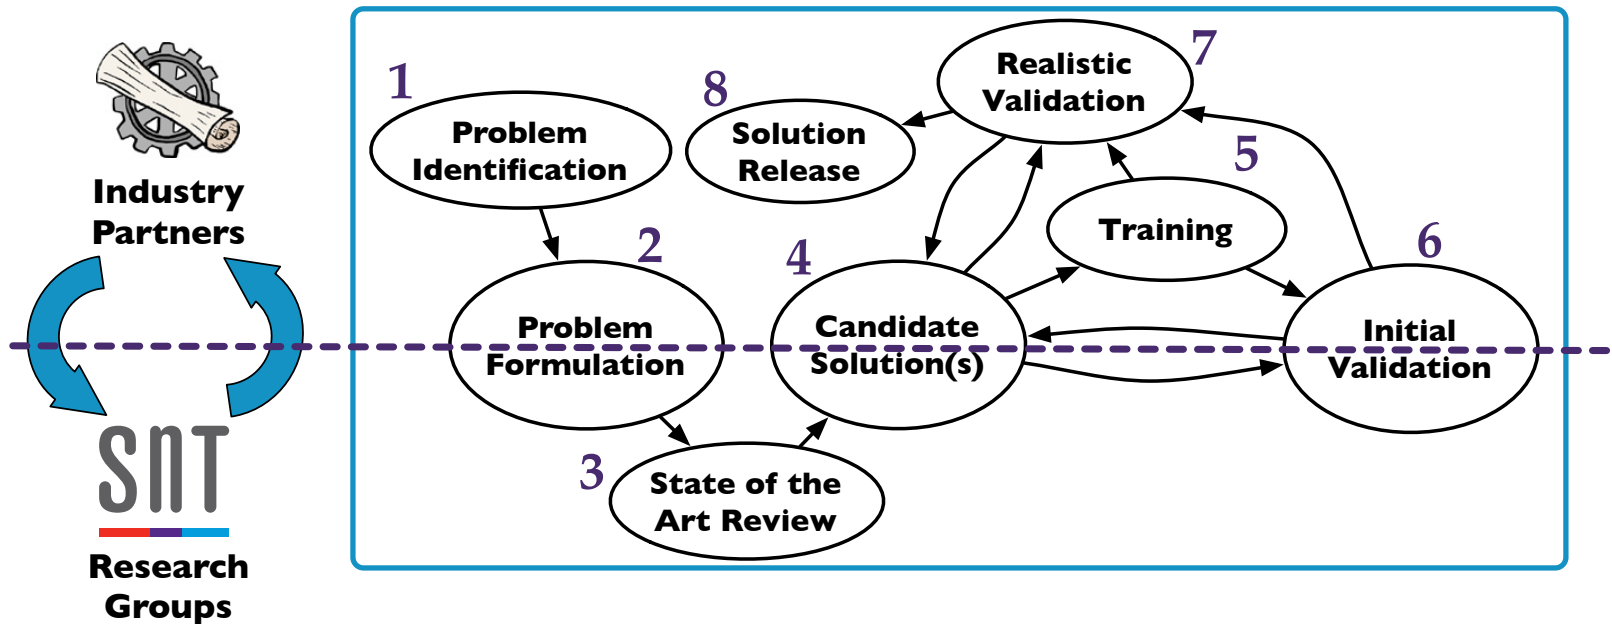 Industry
Partners
SNT
Research
Groups
1
Problem
Identification
2
Problem
Formulation
3
State of the
Art Review
4
Candidate
Solution(s)
5
Training
6
Initial
Validation
7
Realistic
Validation
8
Solution
Release